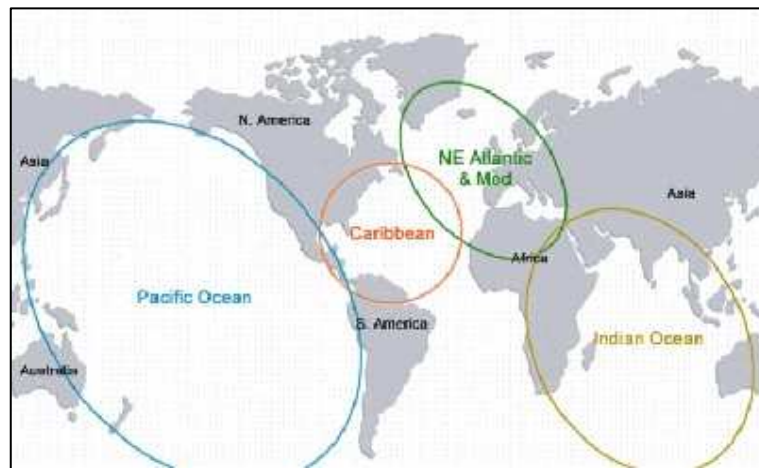 N. America
Asia
NE Atlantic
& Med
Asia
Caribbean
Africa
Pacific Ocean
S. America
Indian Ocean
Australia